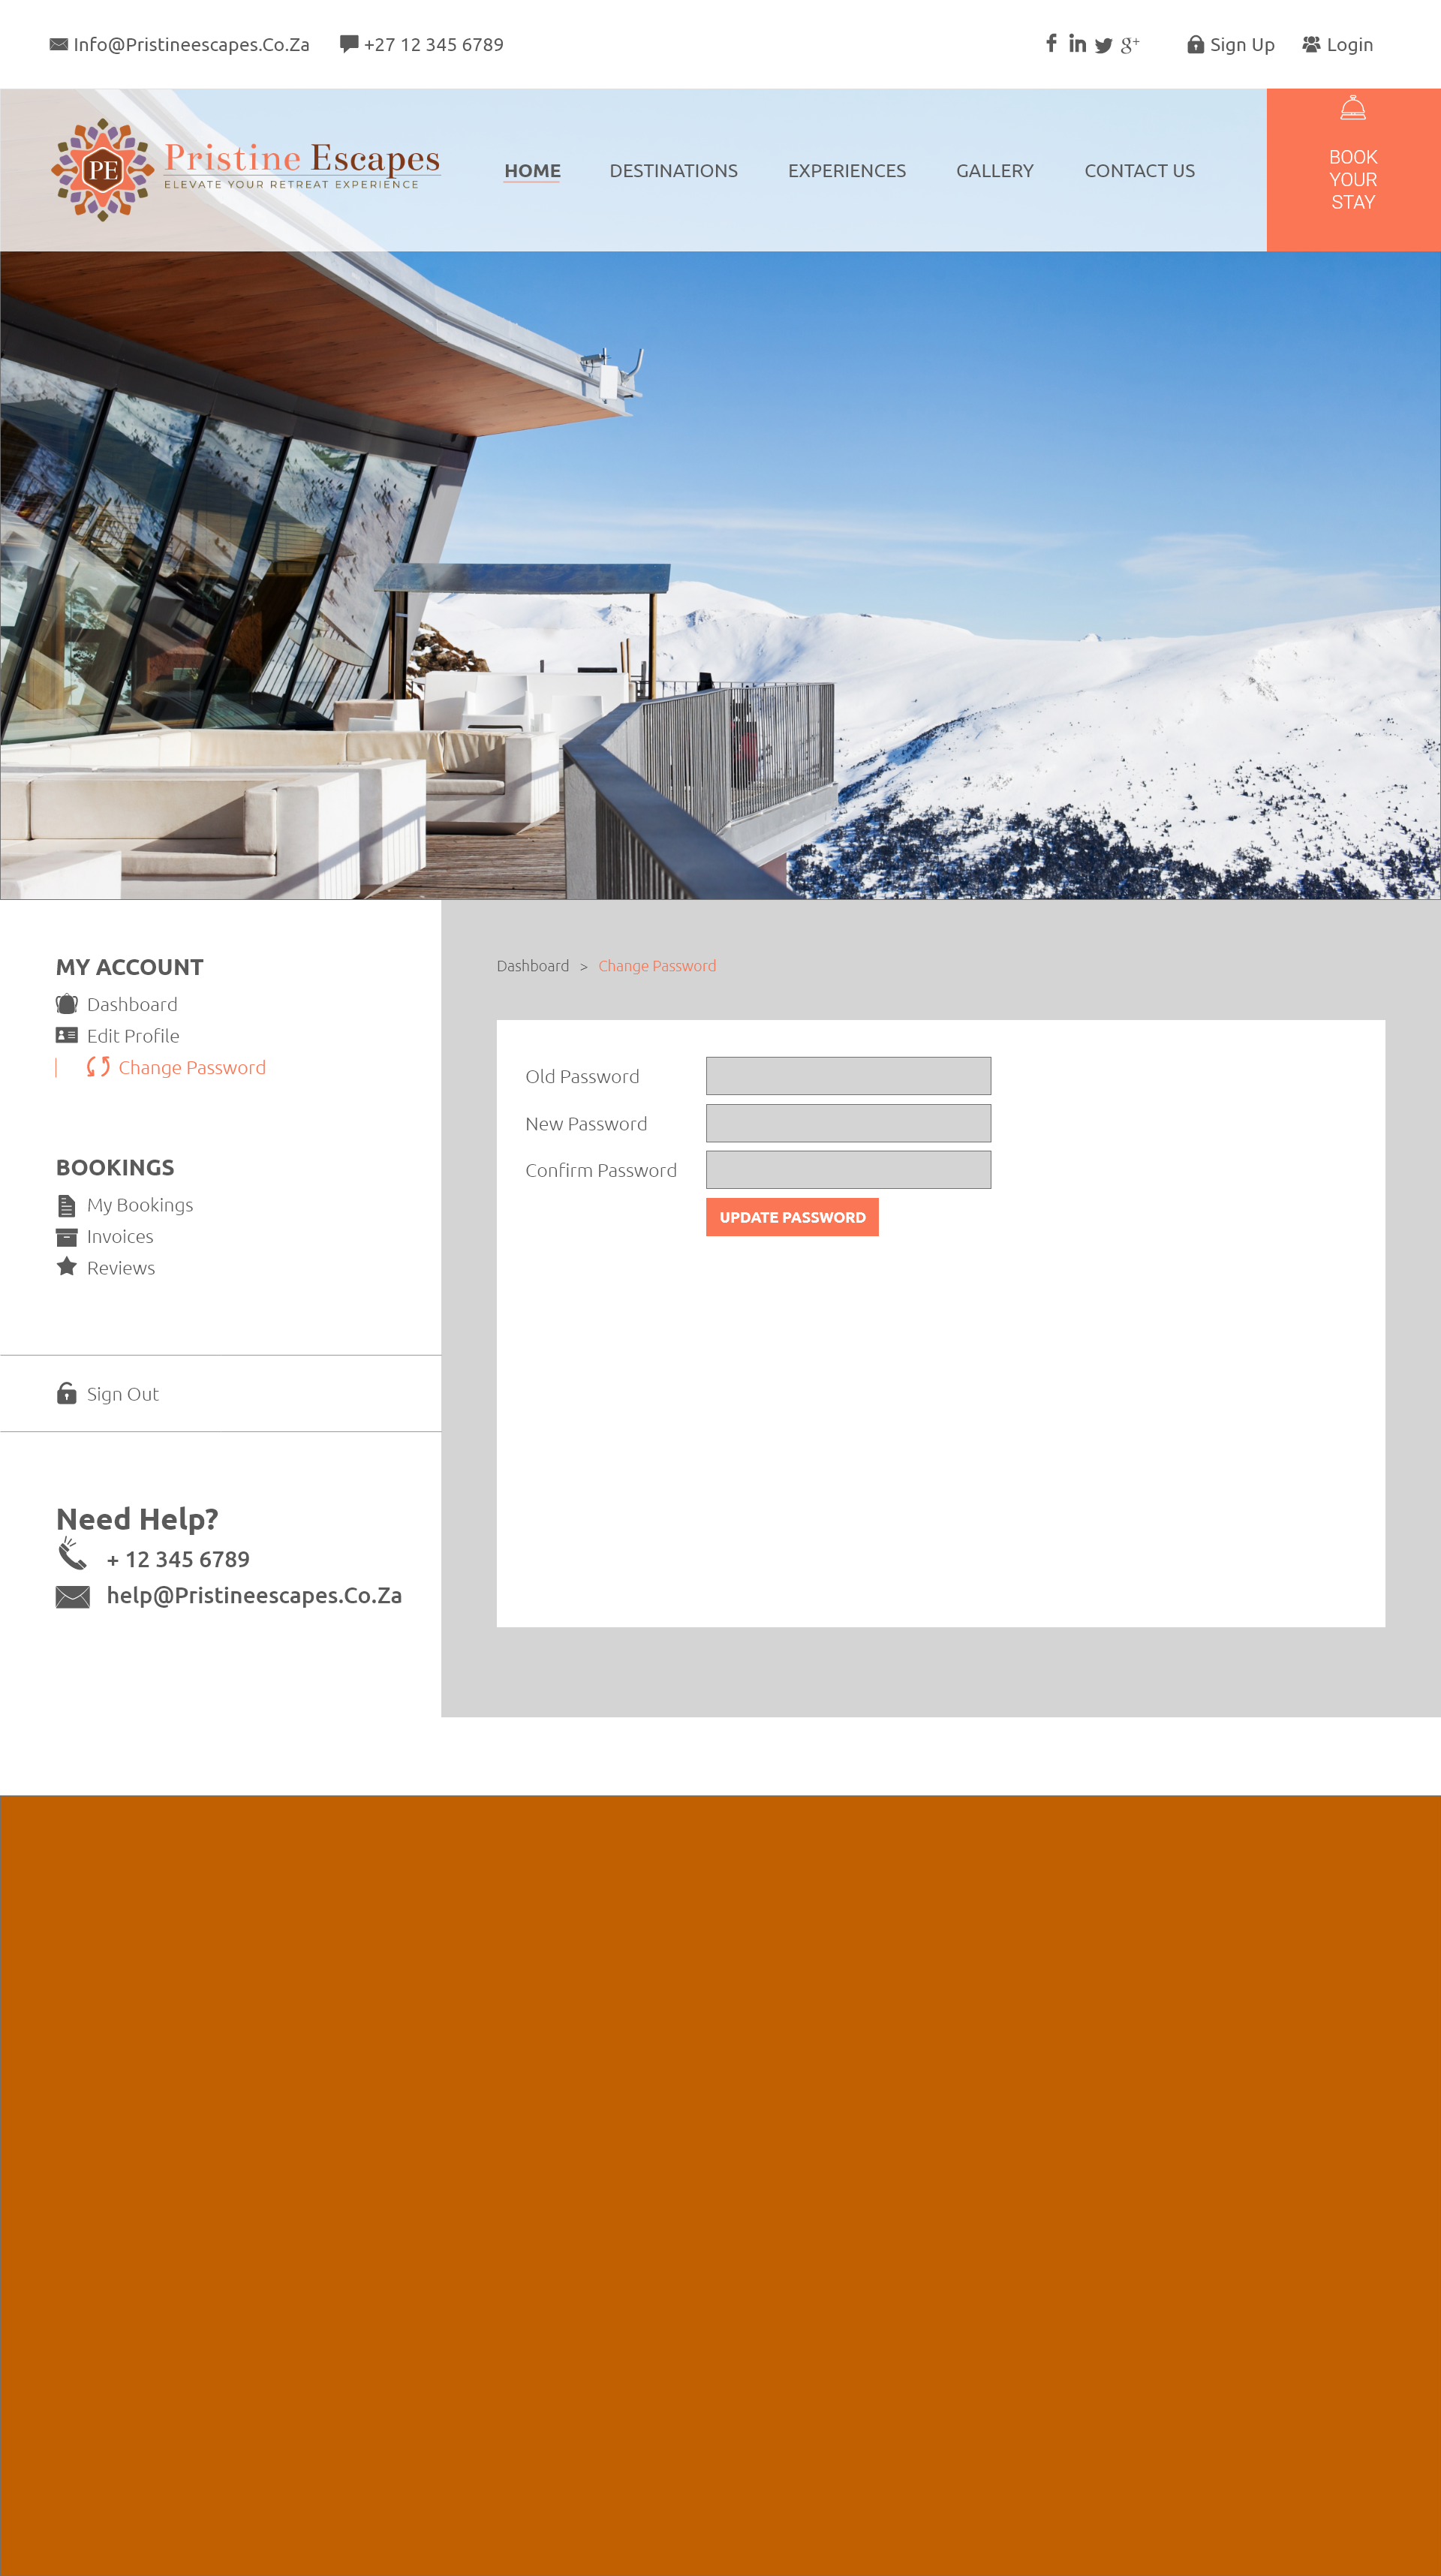 Info@Pristineescapes.Co.Za +27 12 345 6789 Sign Up Login
PE
Pristine Escapes
ELEVATE YOUR RETREAT EXPERIENCE
HOME DESTINATIONS EXPERIENCES GALLERY CONTACT US
BOOK
YOUR
STAY
MY ACCOUNT
Dashboard
Edit Profile
Change Password
BOOKINGS
My Bookings
Invoices
Reviews
Sign Out
Need Help?
+ 12 345 6789
help@Pristineescapes.Co.Za
Dashboard > Change Password
Old Password
New Password
Confirm Password
UPDATE PASSWORD